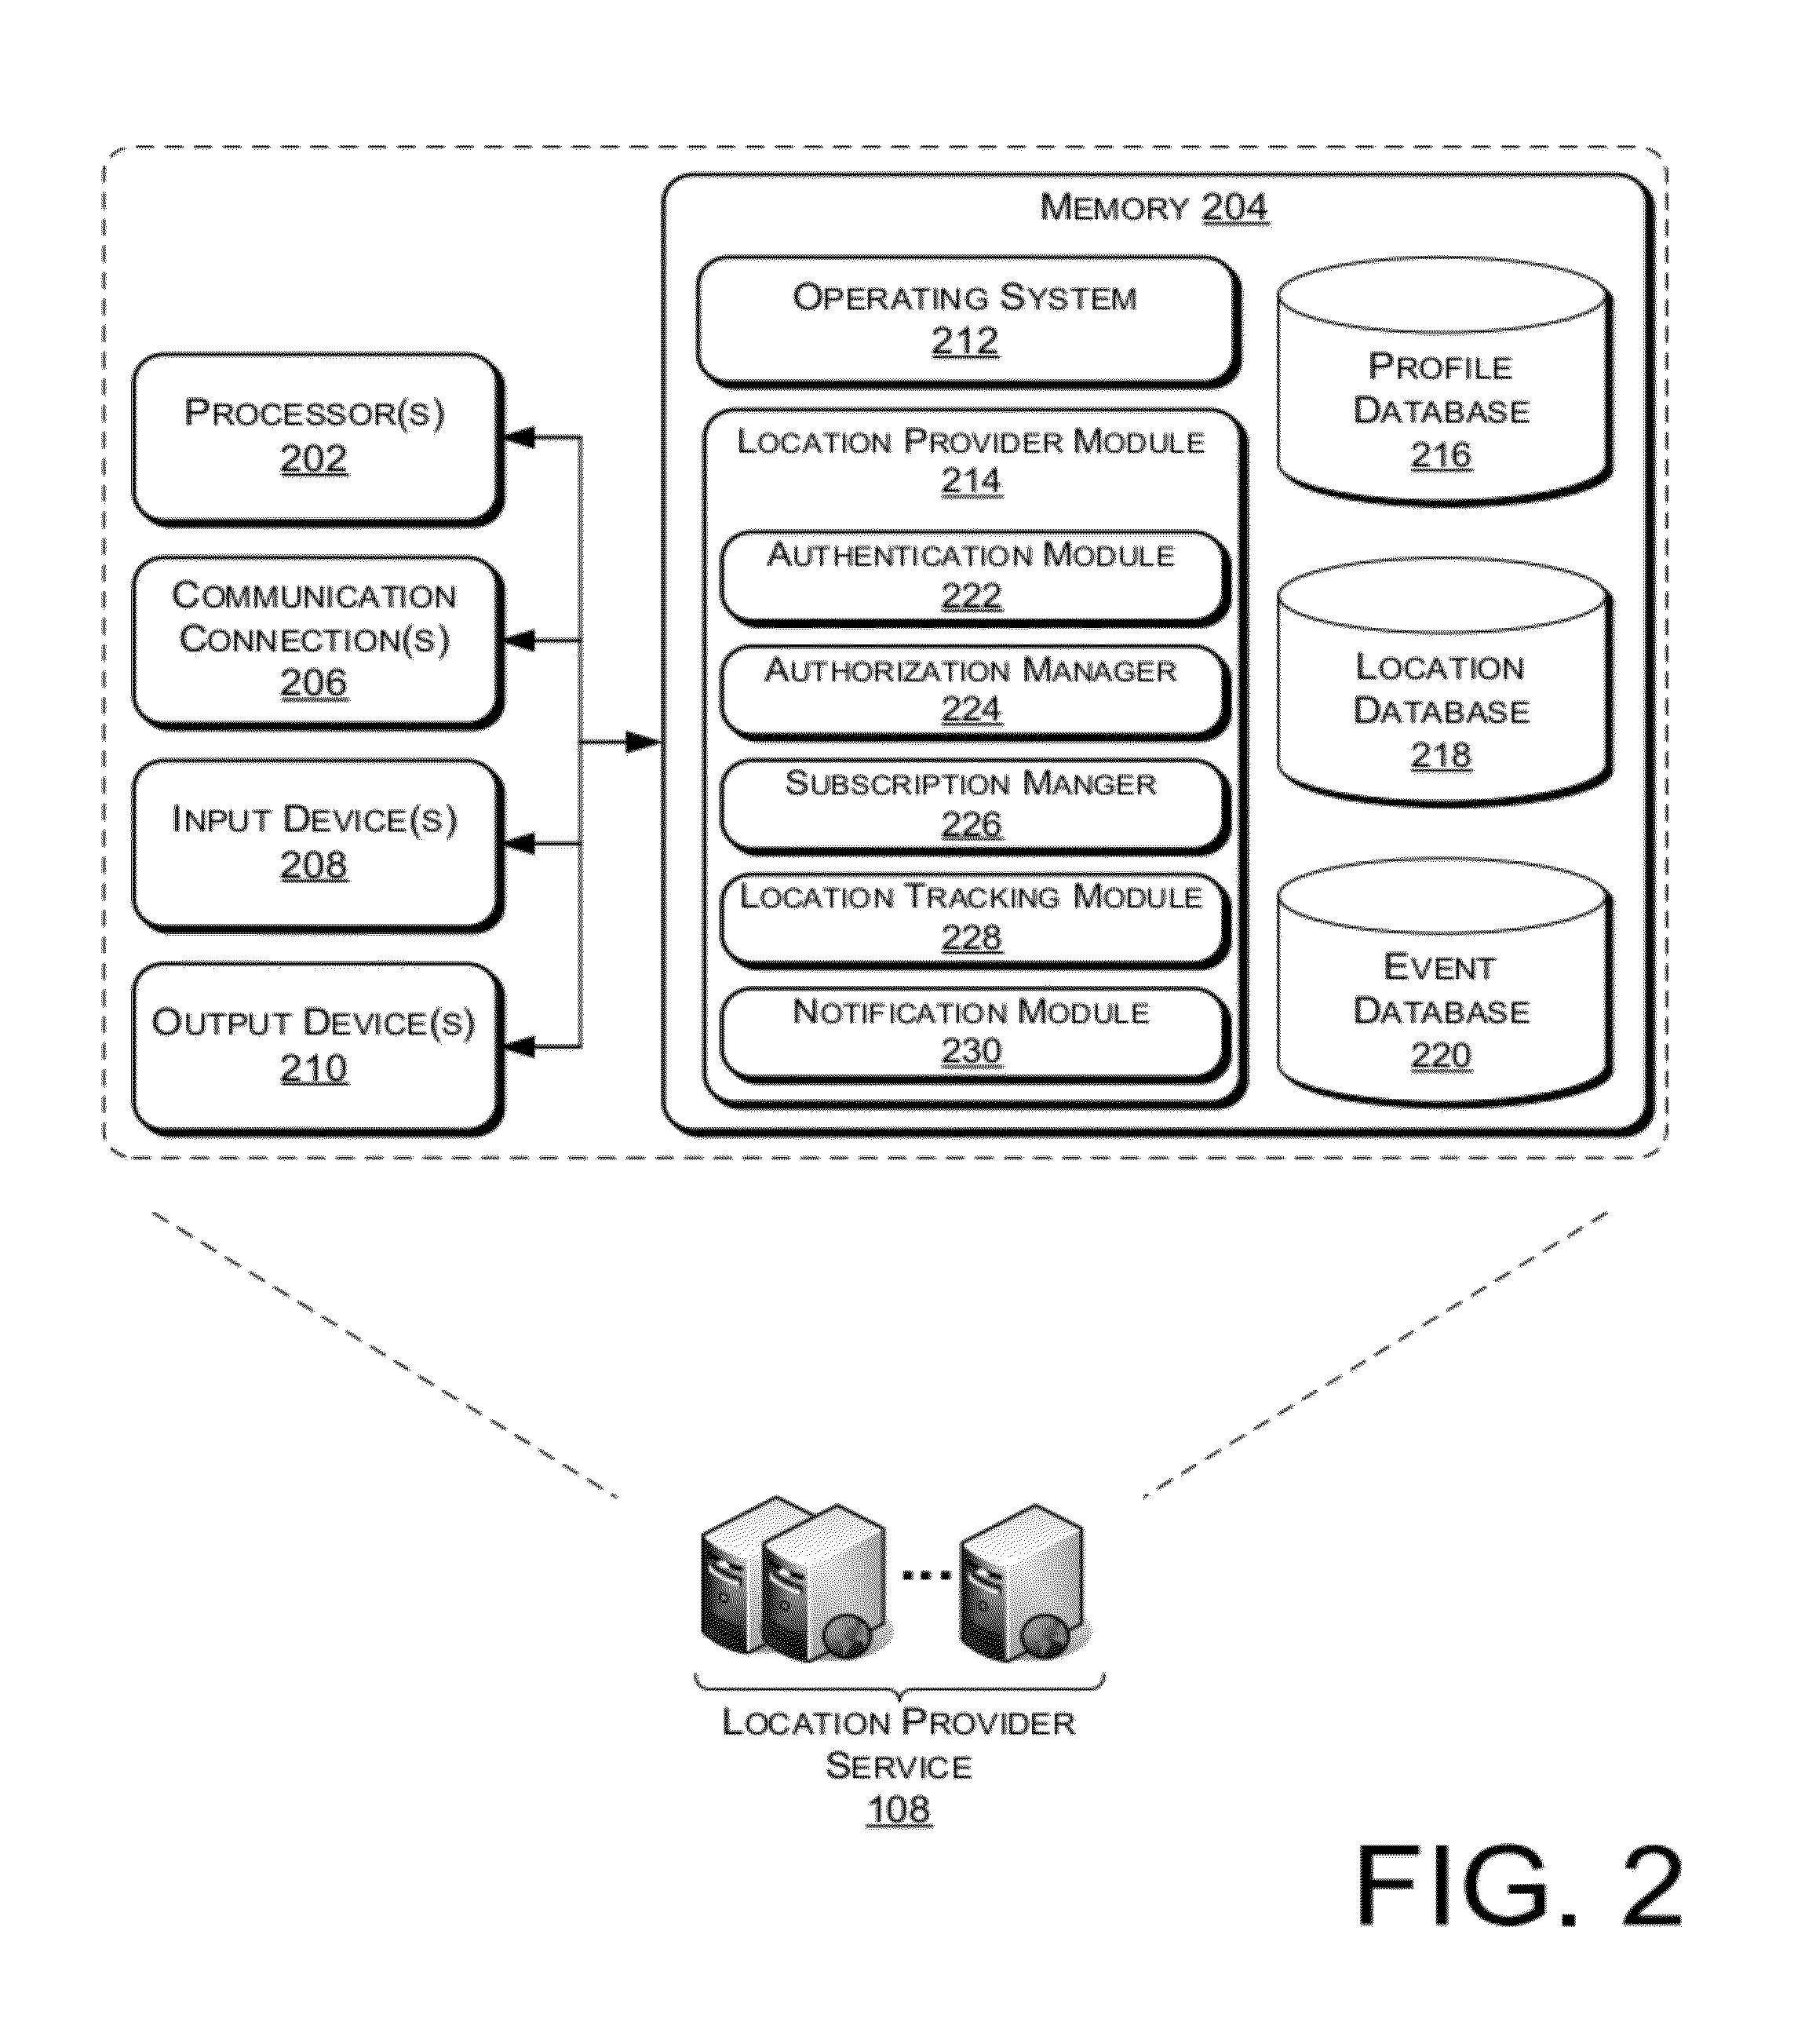 MEMORY 204
OPERATING SYSTEM
212
LOCATION PROVIDER MODULE
214
AUTHENTICATION MODULE
222
AUTHORIZATION MANAGER
224
SUBSCRIPTION MANGER
226
LOCATION TRACKING MODULE
228
NOTIFICATION MODULE
230
PROFILE
DATABASE
216
LOCATION
DATABASE
218
EVENT
DATABASE
220
PROCESSOR(S)
202
COMMUNICATION
CONNECTION(S)
206
INPUT DEVICE(S)
208
OUTPUT DEVICE(S)
210
...
LOCATION PROVIDER
SERVICE
108
FIG. 2